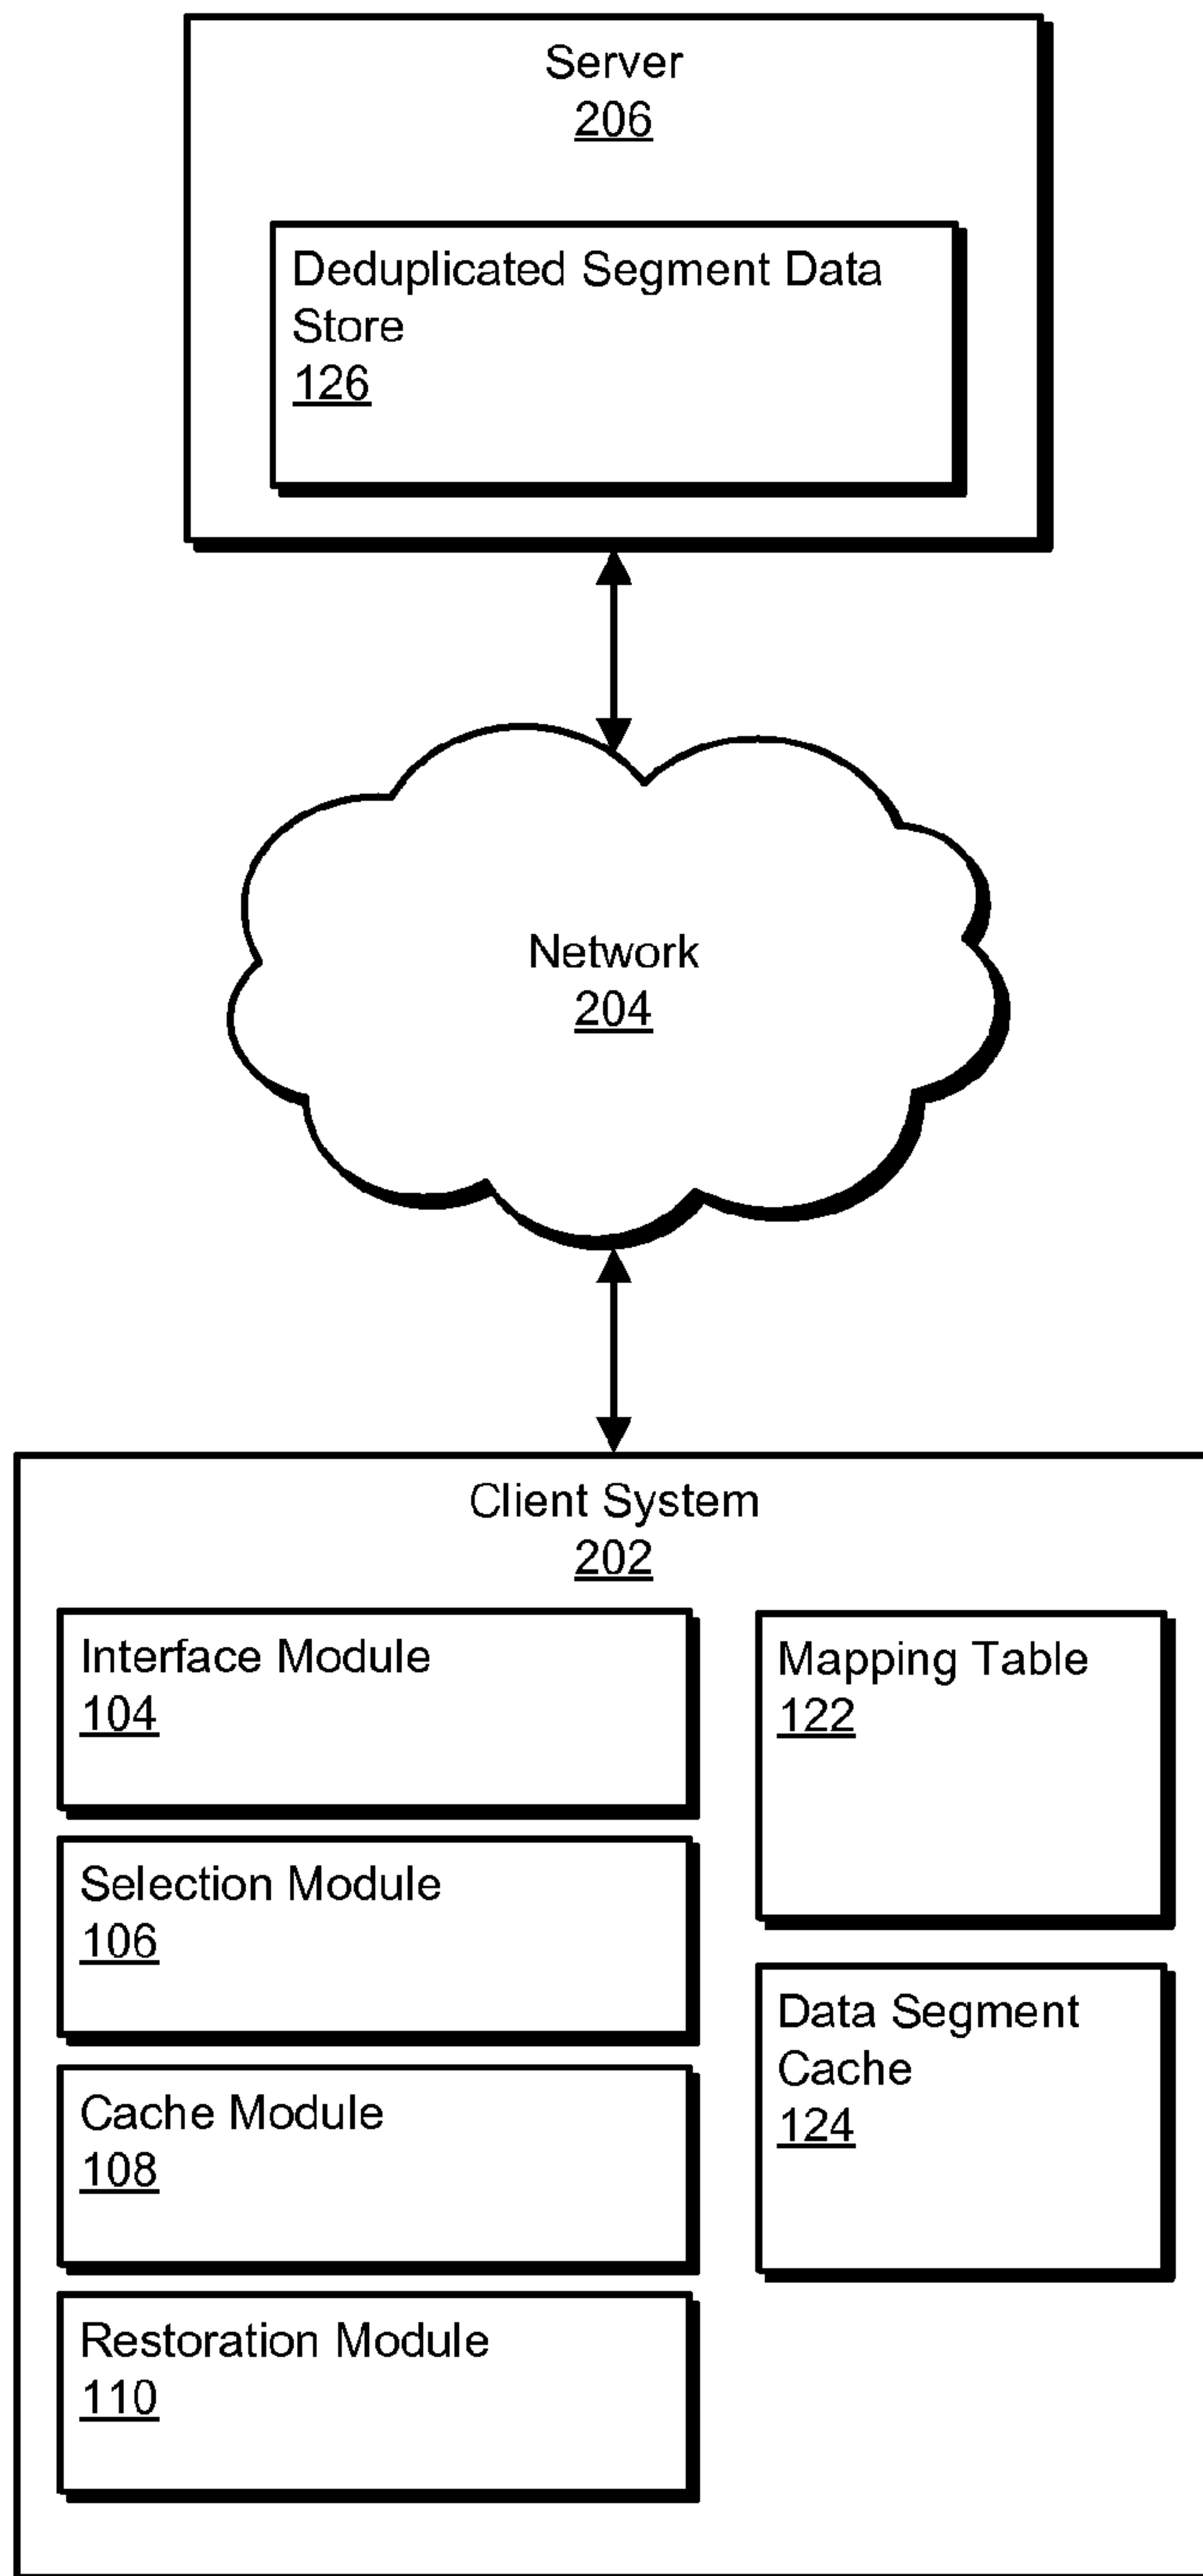 Server
206
Deduplicated Segment Data
Store
126
Network
204
Client System
202
Interface Module
104
Selection Module
106
Cache Module
108
Restoration Module
110
Mapping Table
122
Data Segment
Cache
124